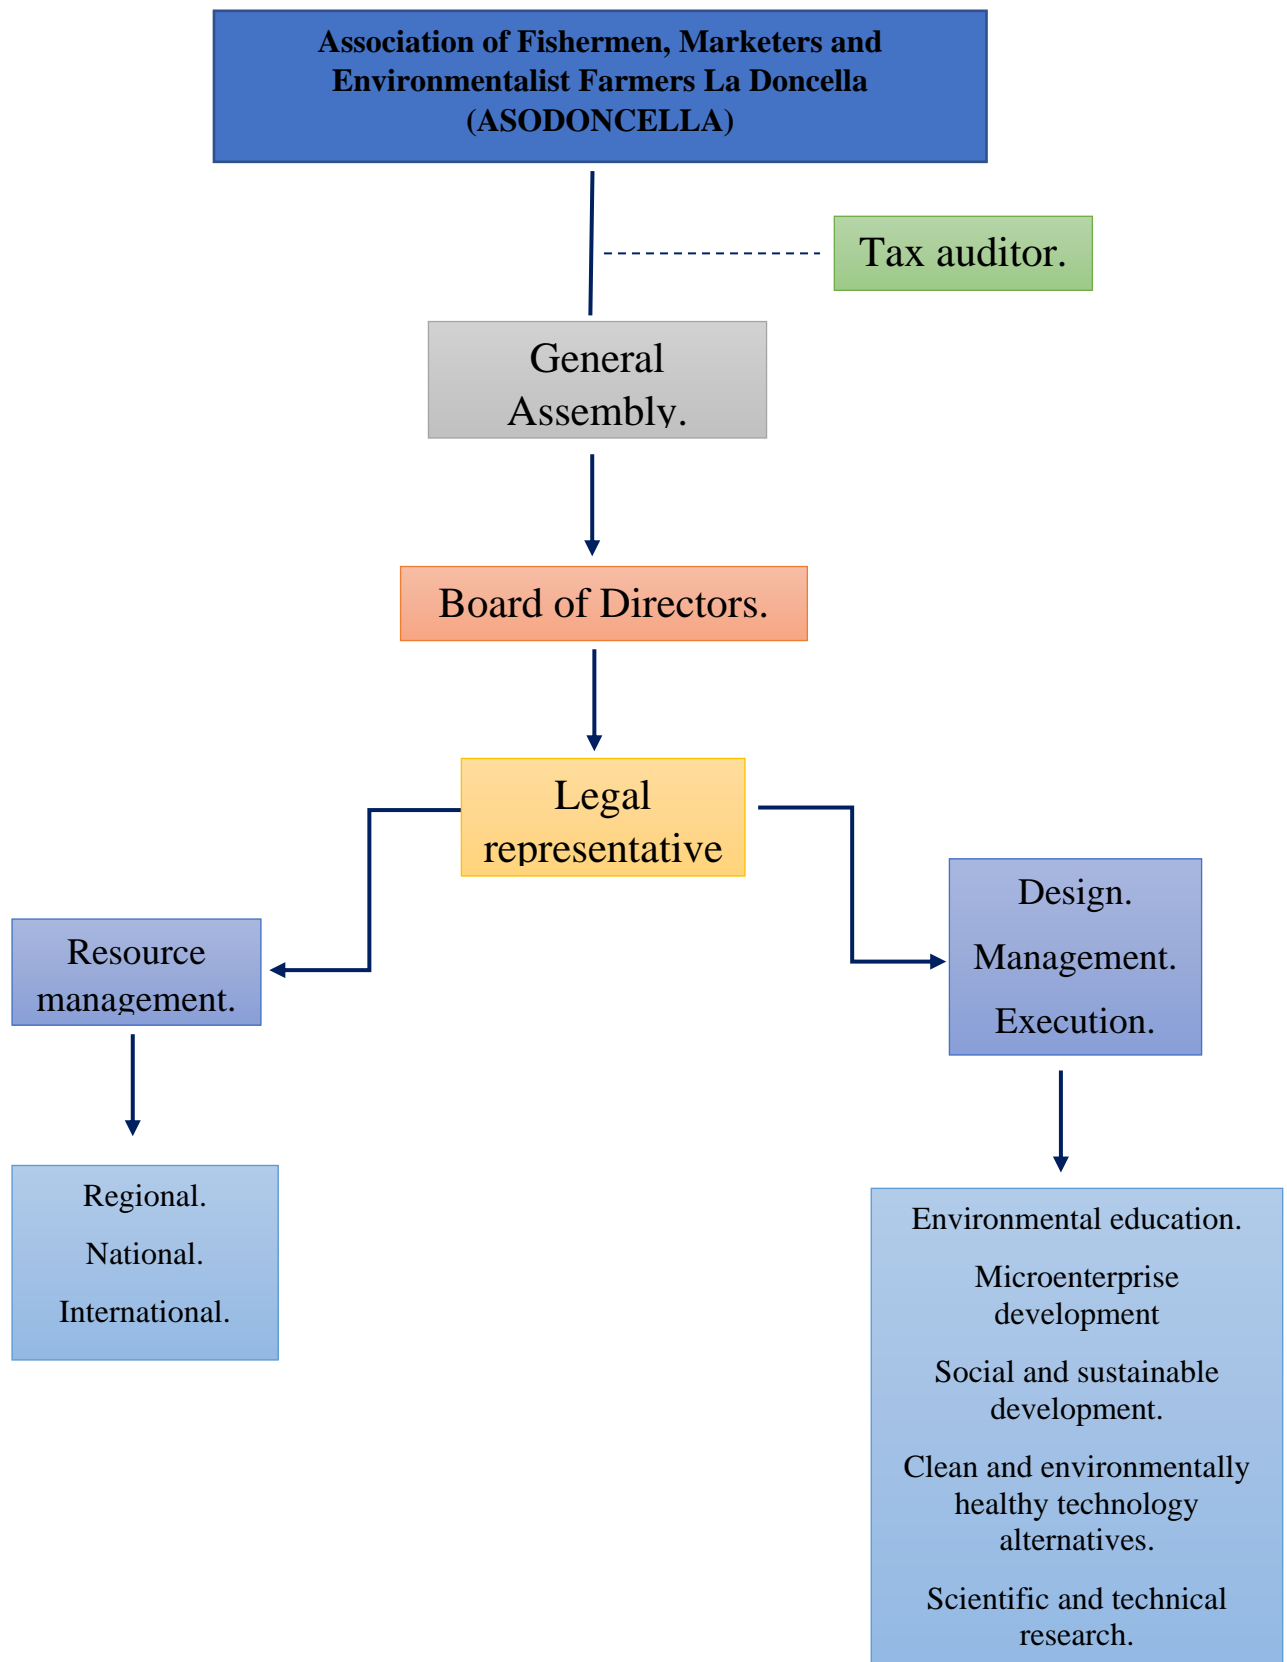 Association of Fishermen, Marketers and
Environmentalist Farmers La Doncella
(ASODONCELLA)
Tax auditor.
General
Assembly.
Board of Directors.
Legal
representative
Resource
management.
Design.
Management.
Execution.
Regional.
National.
International.
Environmental education.
Microenterprise
development
Social and sustainable
development.
Clean and environmentally
healthy technology
alternatives.
Scientific and technical
research.